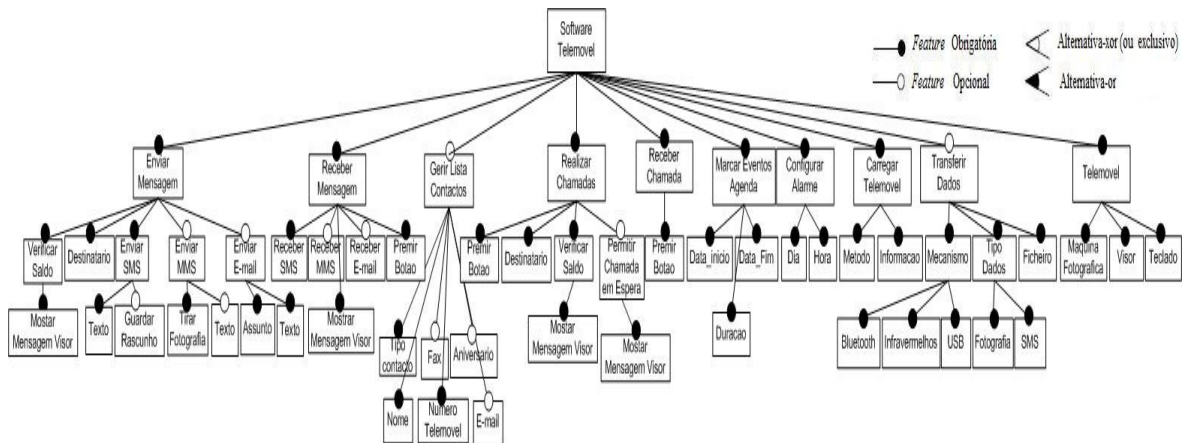 Software
Telemovel
Feature Obrigatória
Alternativa-xor (ou exclusivo)
Feature Opcional
Alternativa-or
Enviar
Mensagem
Receber
Mensagem
Gerir Lista
Contactos
Realizar
Chamadas
Receber
Chamada
Marcar Eventos
Agenda
Configurar
Alarme
Carregar
Telemovel
Transferir
Dados
Telemovel
Verificar
Saldo
Destinatario
Enviar
SMS
Enviar
MMS
Enviar
E-mail
Receber
SMS
Receber
MMS
Receber
E-mail
Premir
Botao
Premir
Botao
Destinatario
Verificar
Saldo
Permitir
Chamada
em Espera
Premir
Botao
Data_inicio
Data_Fim
Dia
Hora
Metodo
Informacao
Mecanismo
Tipo
Dados
Ficheiro
Maquina
Fotografica
Visor
Teclado
Mostar
Mensagem Visor
Texto
Guardar
Rascunho
Tirar
Fotografia
Texto
Assunto
Texto
Mostrar
Mensagem Visor
Tipo
contacto
Fax
Aniversario
Mostar
Mensagem Visor
Mostar
Mensagem Visor
Duracao
Bluetooth
Infravermelhos
USB
Fotografia
SMS
Nome
Numero
Telemovel
E-mail